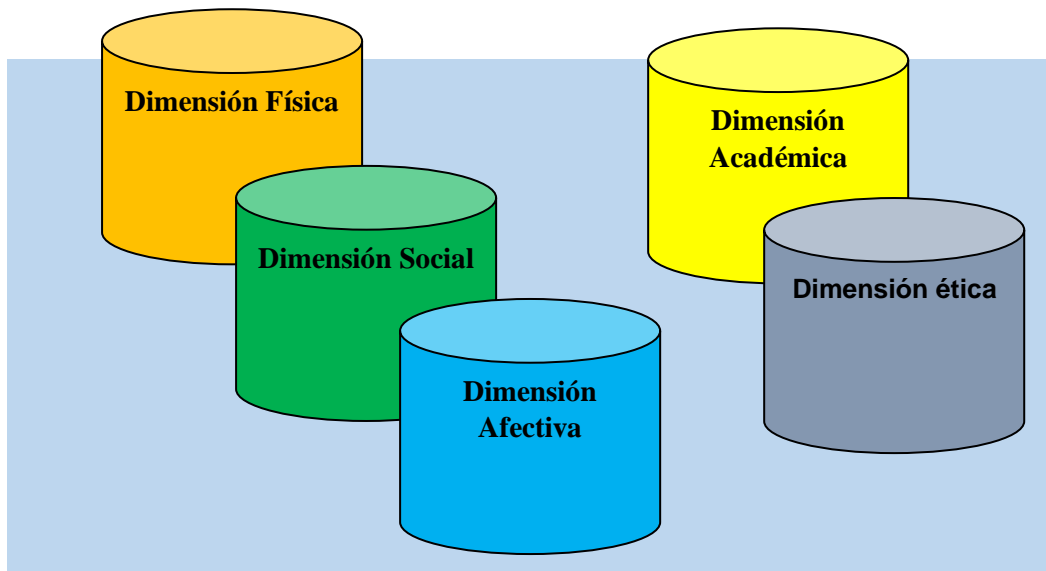 Dimensión Física
Dimensión
Académica
Dimensión Social
Dimensión ética
Dimensión
Afectiva